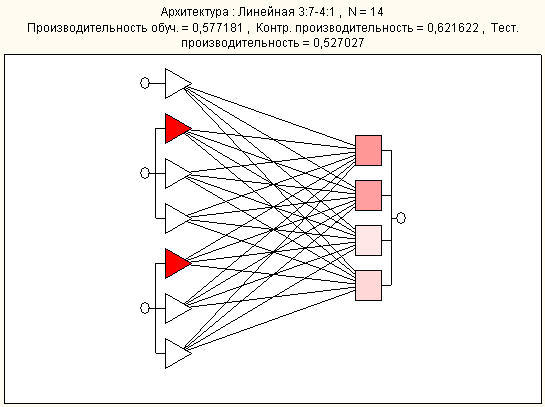 Архитектура : Линейная 3:7-4:1 , N = 14
Производительность обуч. = 0,577181 , Контр. производительность = 0,621622 , Тест.
производительность = 0,527027